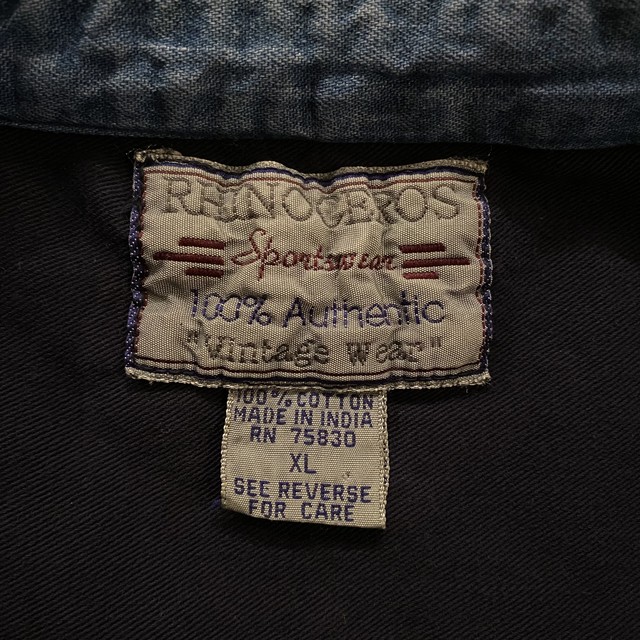 RHINOCEROS
Sportswear
100% Authentic
"Vintage Wear"
100% COTTON
MADE IN INDIA
RN 75830
XL
SEE REVERSE
FOR CARE